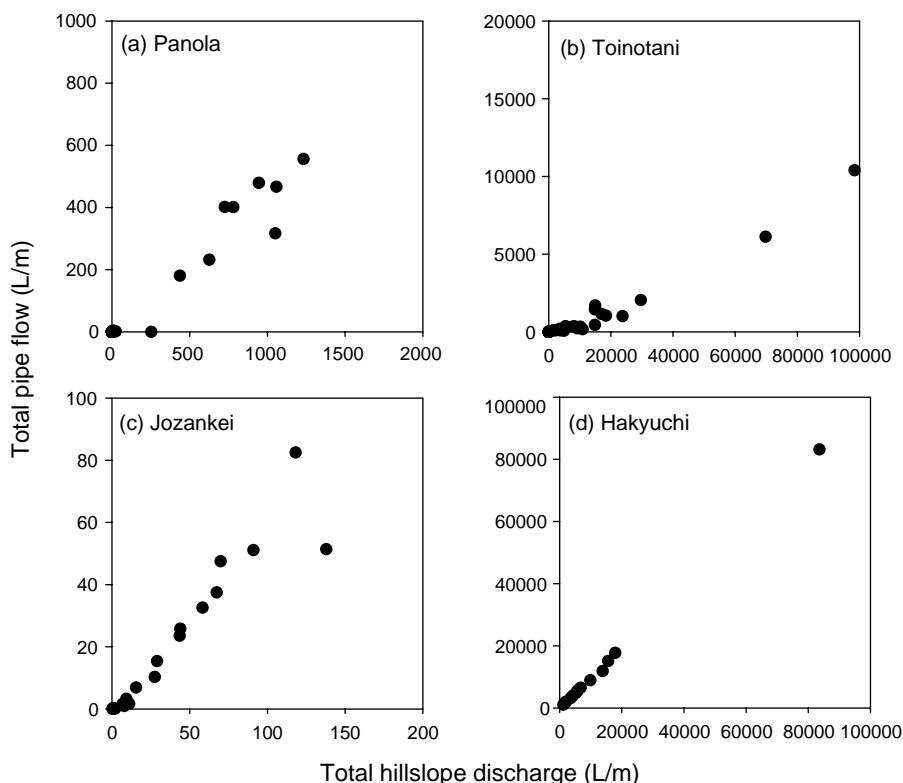 (a) Panola
1000
800
600
400
200
0
0 500 1000 1500 2000
(b) Toinotani
20000
15000
10000
5000
0
0 20000 40000 60000 80000 100000
Total pipe flow (L/m)
(c) Jozankei
100
80
60
40
20
0
0 50 100 150 200
(d) Hakyuchi
100000
80000
60000
40000
20000
0
0 20000 40000 60000 80000 100000
Total hillslope discharge (L/m)